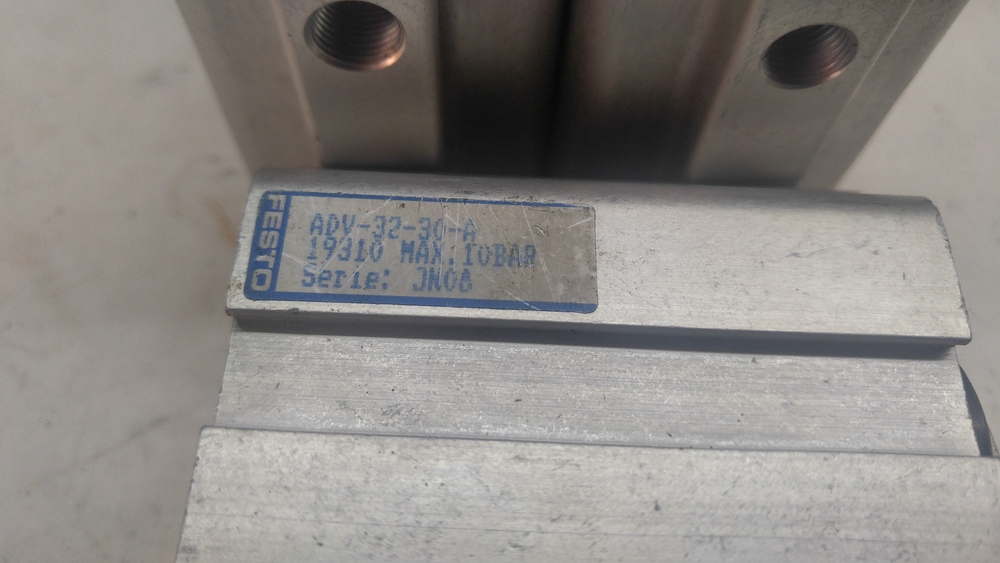 FESTO
ADV-32-30-A
19310 MAX.10BAR
Serie: JN08